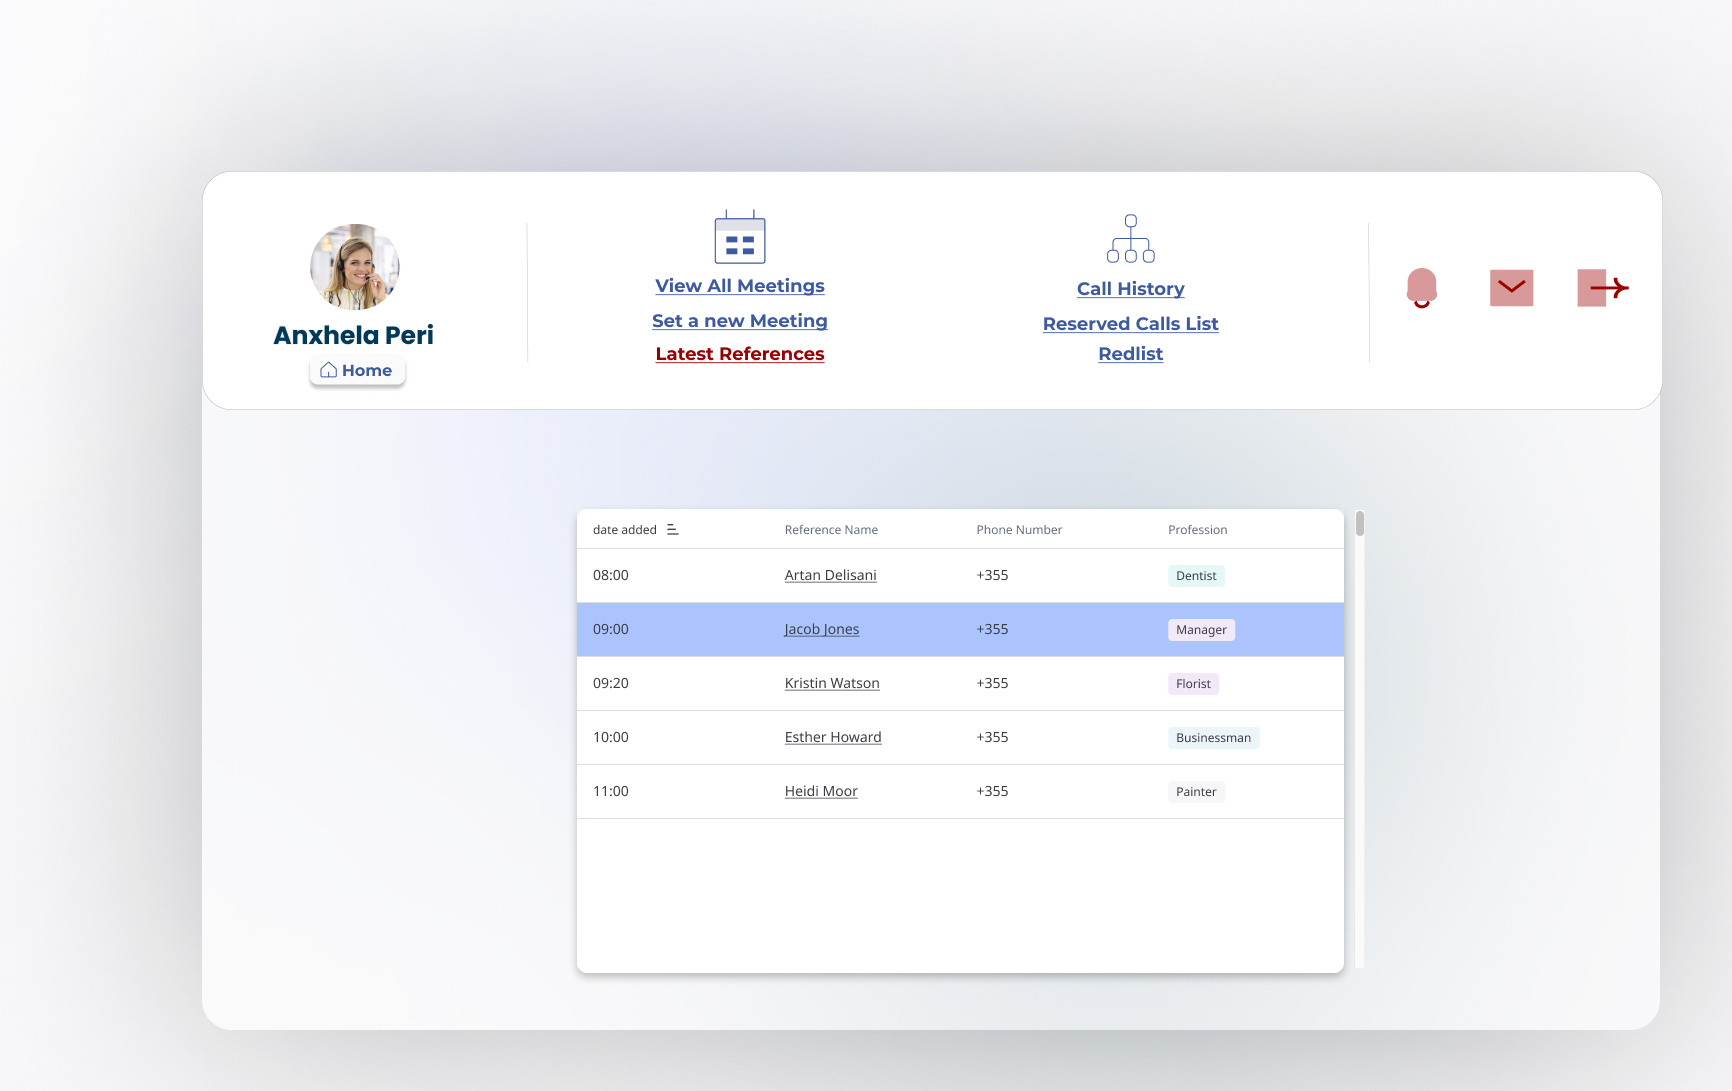 Anxhela Peri
Home
View All Meetings
Set a new Meeting
Latest References
Call History
Reserved Calls List
Redlist
date added Reference Name Phone Number Profession
08:00 Artan Delisani +355 Dentist
09:00 Jacob Jones +355 Manager
09:20 Kristin Watson +355 Florist
10:00 Esther Howard +355 Businessman
11:00 Heidi Moor +355 Painter